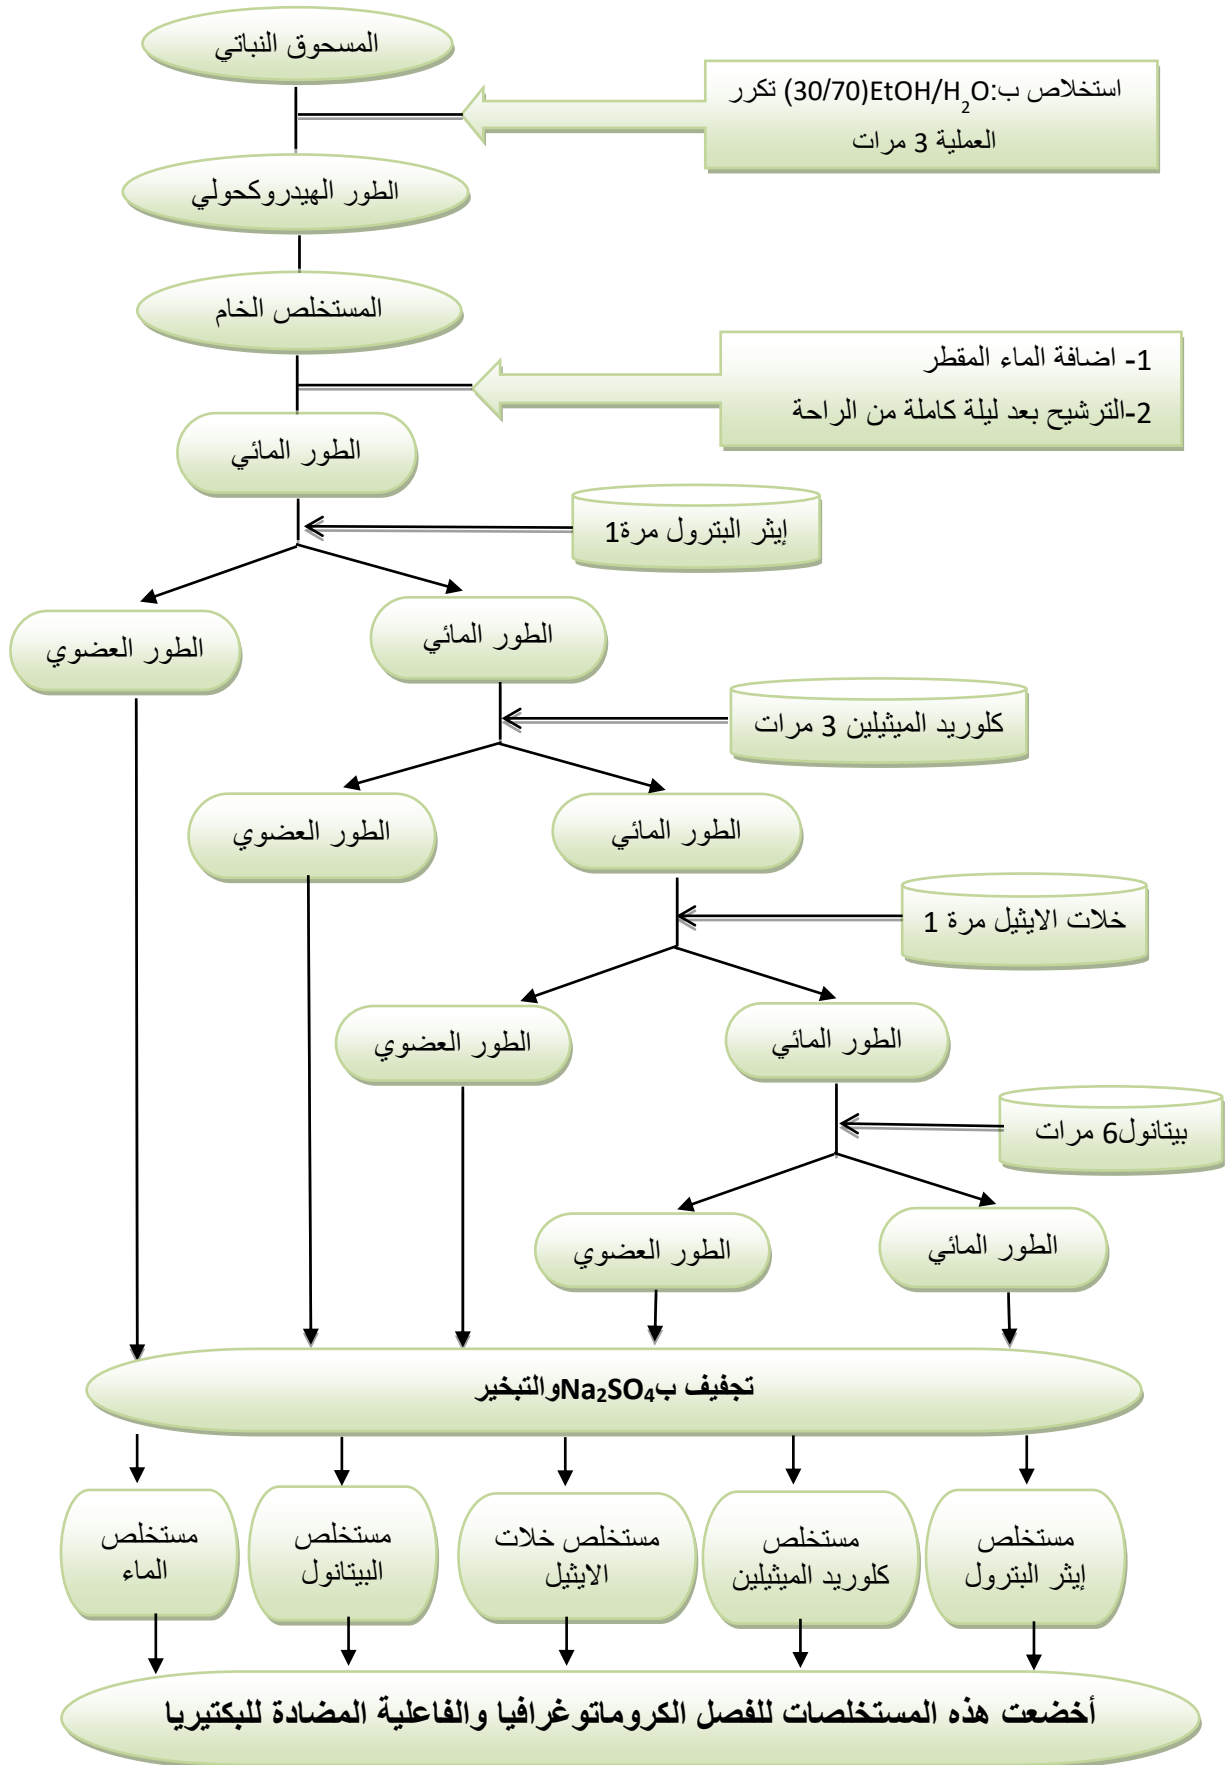 المسحوق النباتي
استخلاص ب:EtOH/H₂O(30/70) تكرر
العملية 3 مرات
الطور الهيدروكحولي
المستخلص الخام
1- اضافة الماء المقطر
2-الترشيح بعد ليلة كاملة من الراحة
الطور المائي
إيثر البترول مرة1
الطور المائي
الطور العضوي
كلوريد الميثيلين 3 مرات
الطور المائي
الطور العضوي
خلات الايثيل مرة 1
الطور المائي
الطور العضوي
بيتانول6 مرات
الطور المائي
الطور العضوي
تجفيف بNa₂SO₄والتبخير
مستخلص
إيثر البترول
مستخلص
كلوريد الميثيلين
مستخلص خلات
الايثيل
مستخلص
البيتانول
مستخلص
الماء
أخضعت هذه المستخلصات للفصل الكروماتوغرافيا والفاعلية المضادة للبكتيريا